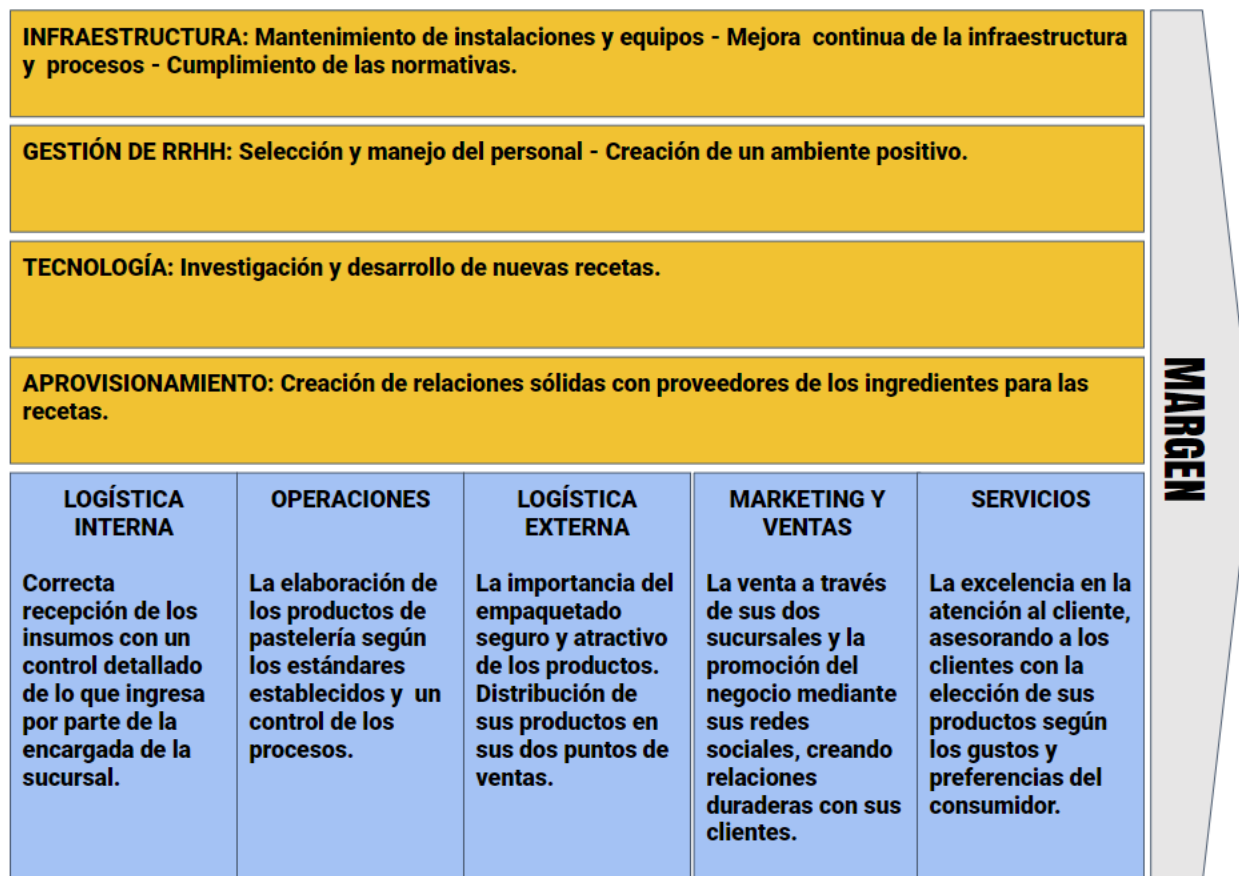 INFRAESTRUCTURA: Mantenimiento de instalaciones y equipos - Mejora continua de la infraestructura
y procesos - Cumplimiento de las normativas.
GESTIÓN DE RRHH: Selección y manejo del personal - Creación de un ambiente positivo.
TECNOLOGÍA: Investigación y desarrollo de nuevas recetas.
APROVISIONAMIENTO: Creación de relaciones sólidas con proveedores de los ingredientes para las
recetas.
LOGÍSTICA
INTERNA
Correcta
recepción de los
insumos con un
control detallado
de lo que ingresa
por parte de la
encargada de la
sucursal.
OPERACIONES
La elaboración de
los productos de
pastelería según
los estándares
establecidos y un
control de los
procesos.
LOGÍSTICA
EXTERNA
La importancia del
empaquetado
seguro y atractivo
de los productos.
Distribución de
sus productos en
sus dos puntos de
ventas.
MARKETING Y
VENTAS
La venta a través
de sus dos
sucursales y la
promoción del
negocio mediante
sus redes
sociales, creando
relaciones
duraderas con sus
clientes.
SERVICIOS
La excelencia en la
atención al cliente,
asesorando a los
clientes con la
elección de sus
productos según
los gustos y
preferencias del
consumidor.
MARGEN